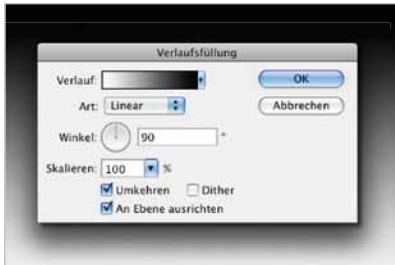 Verlaufsfüllung
Verlauf:
OK
Art: Linear
Abbrechen
Winkel: 90 °
Skalieren: 100 %
Umkehren Dither
An Ebene ausrichten